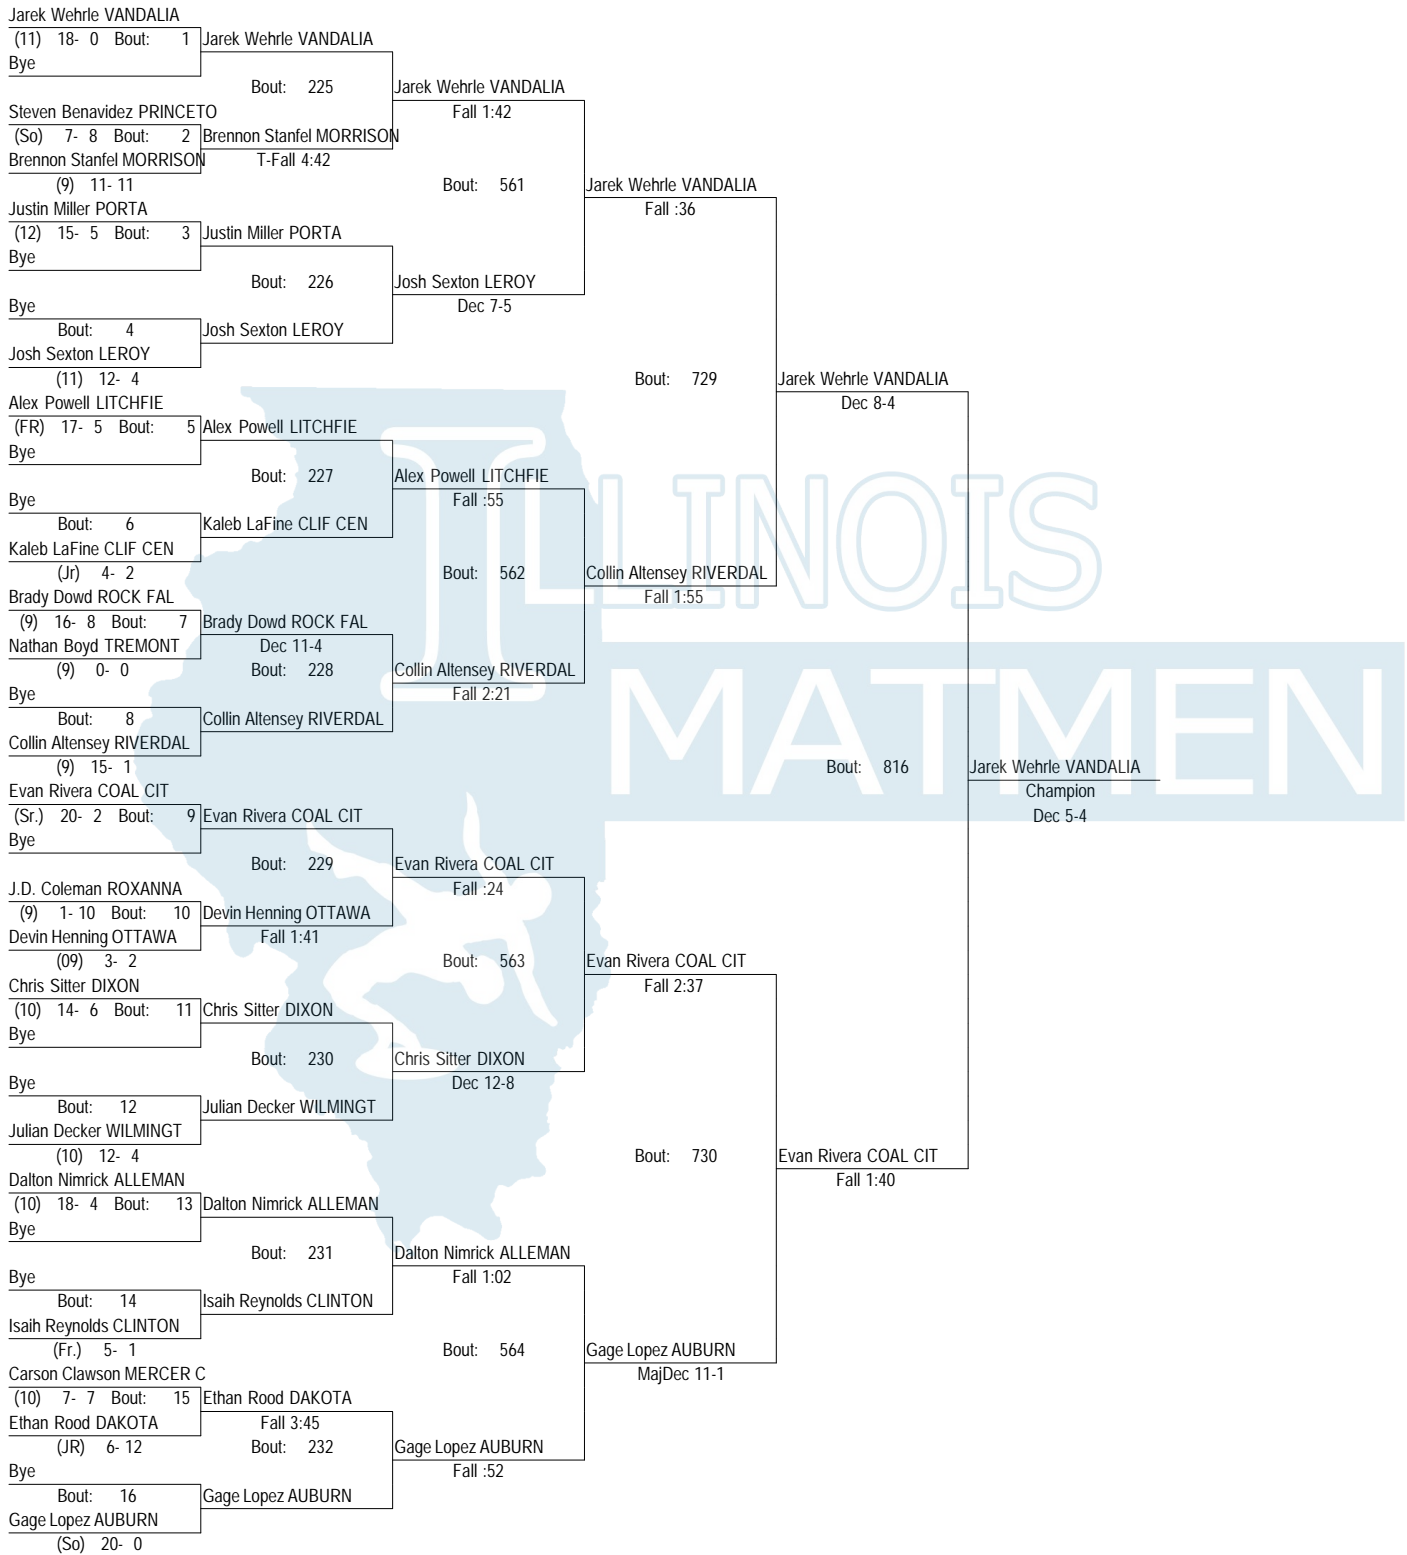 Jarek Wehrle VANDALIA
(11) 18- 0 Bout: 1 Jarek Wehrle VANDALIA
Bye
Bout: 225 Jarek Wehrle VANDALIA
Steven Benavidez PRINCETO Fall 1:42
(So) 7- 8 Bout: 2 Brennon Stanfel MORRISON
Brennon Stanfel MORRISON T-Fall 4:42
(9) 11- 11 Bout: 561 Jarek Wehrle VANDALIA
Justin Miller PORTA Fall :36
(12) 15- 5 Bout: 3 Justin Miller PORTA
Bye
Bout: 226 Josh Sexton LEROY
Bye Dec 7-5
Bout: 4 Josh Sexton LEROY
Josh Sexton LEROY
(11) 12- 4 Bout: 729 Jarek Wehrle VANDALIA
Alex Powell LITCHFIE Dec 8-4
(FR) 17- 5 Bout: 5 Alex Powell LITCHFIE
Bye
Bout: 227 Alex Powell LITCHFIE
Bye Fall :55
Bout: 6 Kaleb LaFine CLIF CEN
Kaleb LaFine CLIF CEN
(Jr) 4- 2 Bout: 562 Collin Altensey RIVERDAL
ILLINOIS
Brady Dowd ROCK FAL Fall 1:55
(9) 16- 8 Bout: 7 Brady Dowd ROCK FAL
Nathan Boyd TREMONT Dec 11-4
(9) 0- 0 Bout: 228 Collin Altensey RIVERDAL
Bye Fall 2:21
Bout: 8 Collin Altensey RIVERDAL
MATMEN
Collin Altensey RIVERDAL
(9) 15- 1 Bout: 816 Jarek Wehrle VANDALIA
Evan Rivera COAL CIT Champion
(Sr.) 20- 2 Bout: 9 Evan Rivera COAL CIT Dec 5-4
Bye
Bout: 229 Evan Rivera COAL CIT
J.D. Coleman ROXANNA Fall :24
(9) 1- 10 Bout: 10 Devin Henning OTTAWA
Devin Henning OTTAWA Fall 1:41
(09) 3- 2 Bout: 563 Evan Rivera COAL CIT
Chris Sitter DIXON Fall 2:37
(10) 14- 6 Bout: 11 Chris Sitter DIXON
Bye
Bout: 230 Chris Sitter DIXON
Bye Dec 12-8
Bout: 12 Julian Decker WILMINGT
Julian Decker WILMINGT
(10) 12- 4 Bout: 730 Evan Rivera COAL CIT
Dalton Nimrick ALLEMAN Fall 1:40
(10) 18- 4 Bout: 13 Dalton Nimrick ALLEMAN
Bye
Bout: 231 Dalton Nimrick ALLEMAN
Bye Fall 1:02
Bout: 14 Isaih Reynolds CLINTON
Isaih Reynolds CLINTON
(Fr.) 5- 1 Bout: 564 Gage Lopez AUBURN
Carson Clawson MERCER C MajDec 11-1
(10) 7- 7 Bout: 15 Ethan Rood DAKOTA
Ethan Rood DAKOTA Fall 3:45
(JR) 6- 12 Bout: 232 Gage Lopez AUBURN
Bye Fall :52
Bout: 16 Gage Lopez AUBURN
Gage Lopez AUBURN
(So) 20- 0